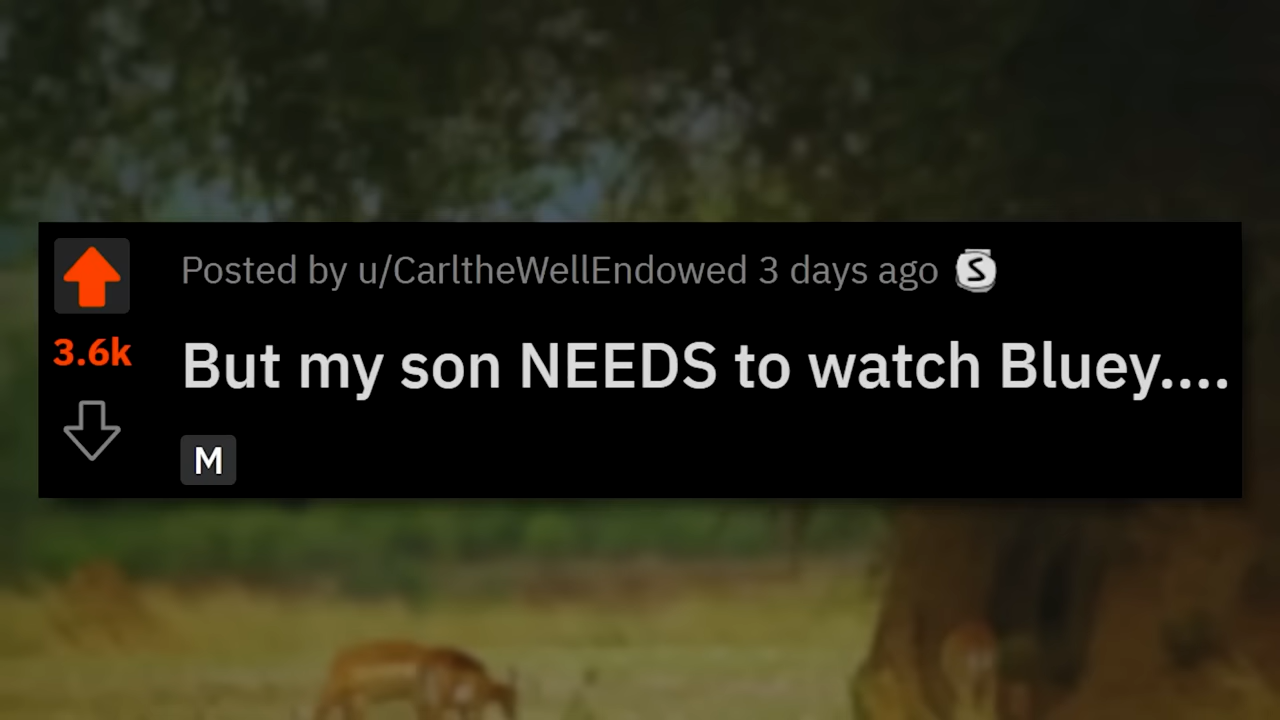 Posted by u/CarltheWellEndowed 3 days ago S
3.6k
But my son NEEDS to watch Bluey....
M